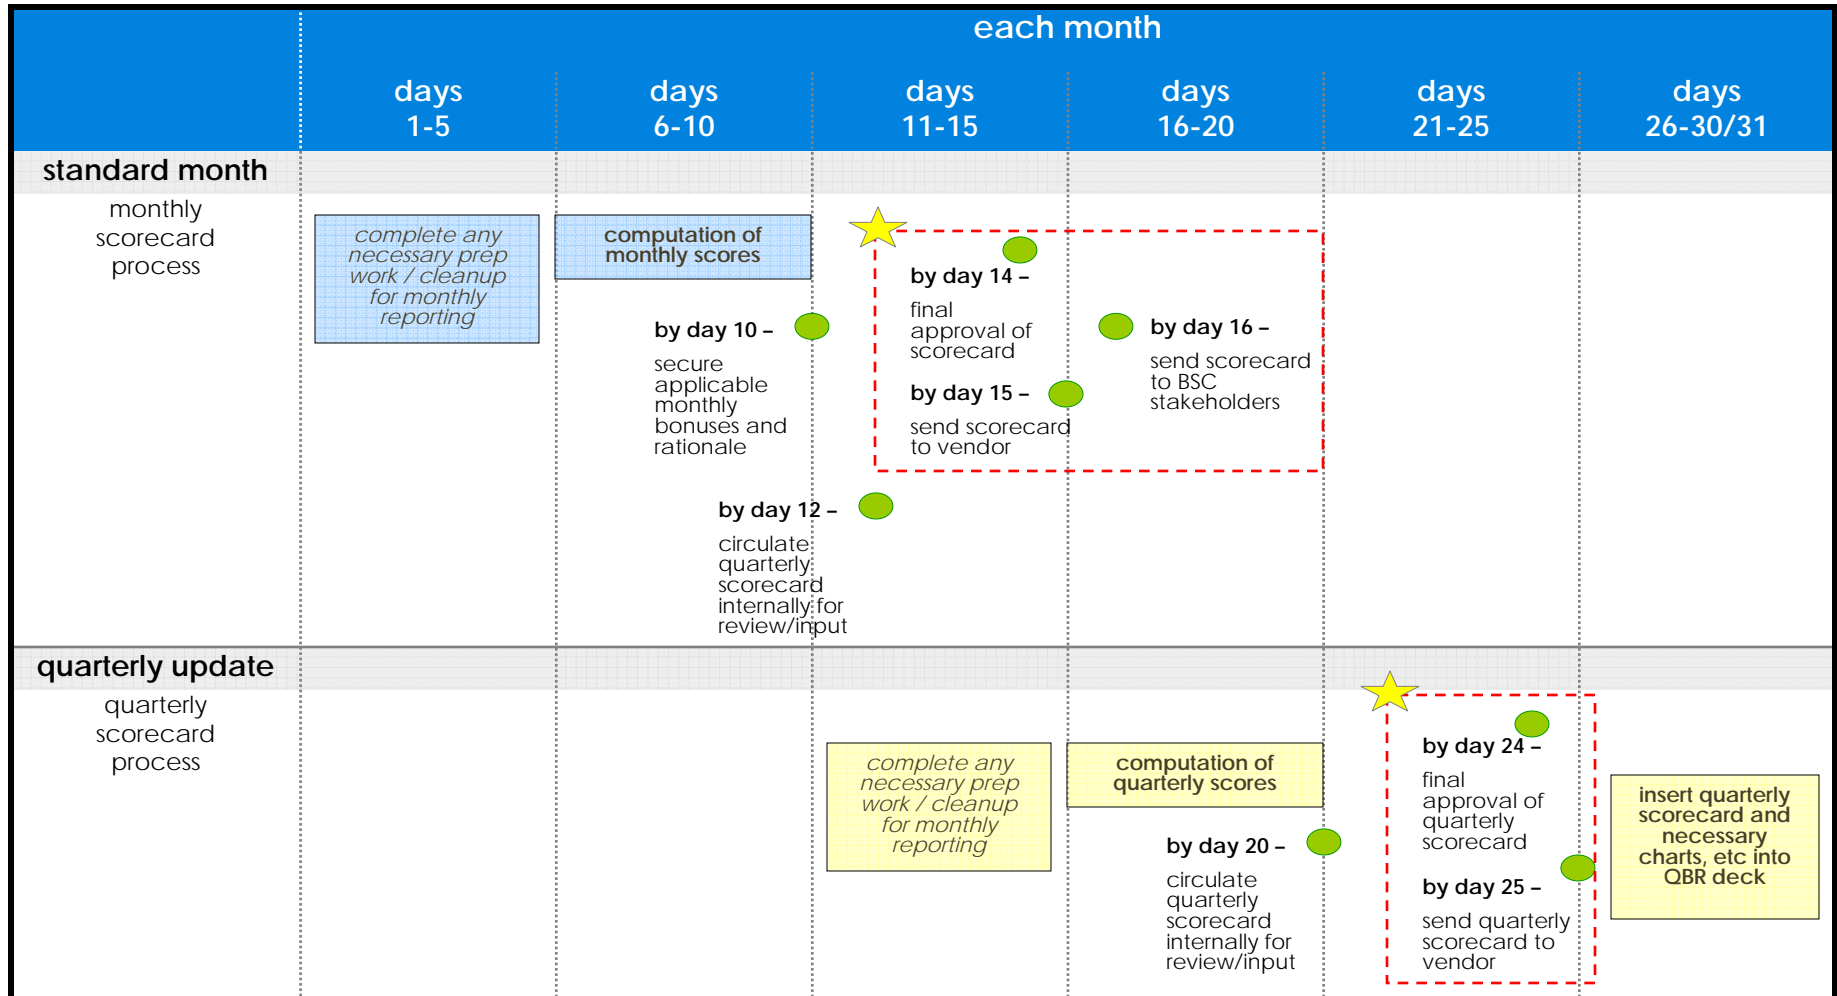 each month
days
1-5
days
6-10
days
11-15
days
16-20
days
21-25
days
26-30/31
standard month
monthly
scorecard
process
complete any
necessary prep
work / cleanup
for monthly
reporting
computation of
monthly scores
by day 10 –
secure
applicable
monthly
bonuses and
rationale
by day 12 –
circulate
quarterly
scorecard
internally for
review/input
by day 14 –
final
approval of
scorecard
by day 15 –
send scorecard
to vendor
by day 16 –
send scorecard
to BSC
stakeholders
quarterly update
quarterly
scorecard
process
complete any
necessary prep
work / cleanup
for monthly
reporting
computation of
quarterly scores
by day 20 –
circulate
quarterly
scorecard
internally for
review/input
by day 24 –
final
approval of
quarterly
scorecard
by day 25 –
send quarterly
scorecard to
vendor
insert quarterly
scorecard and
necessary
charts, etc into
QBR deck